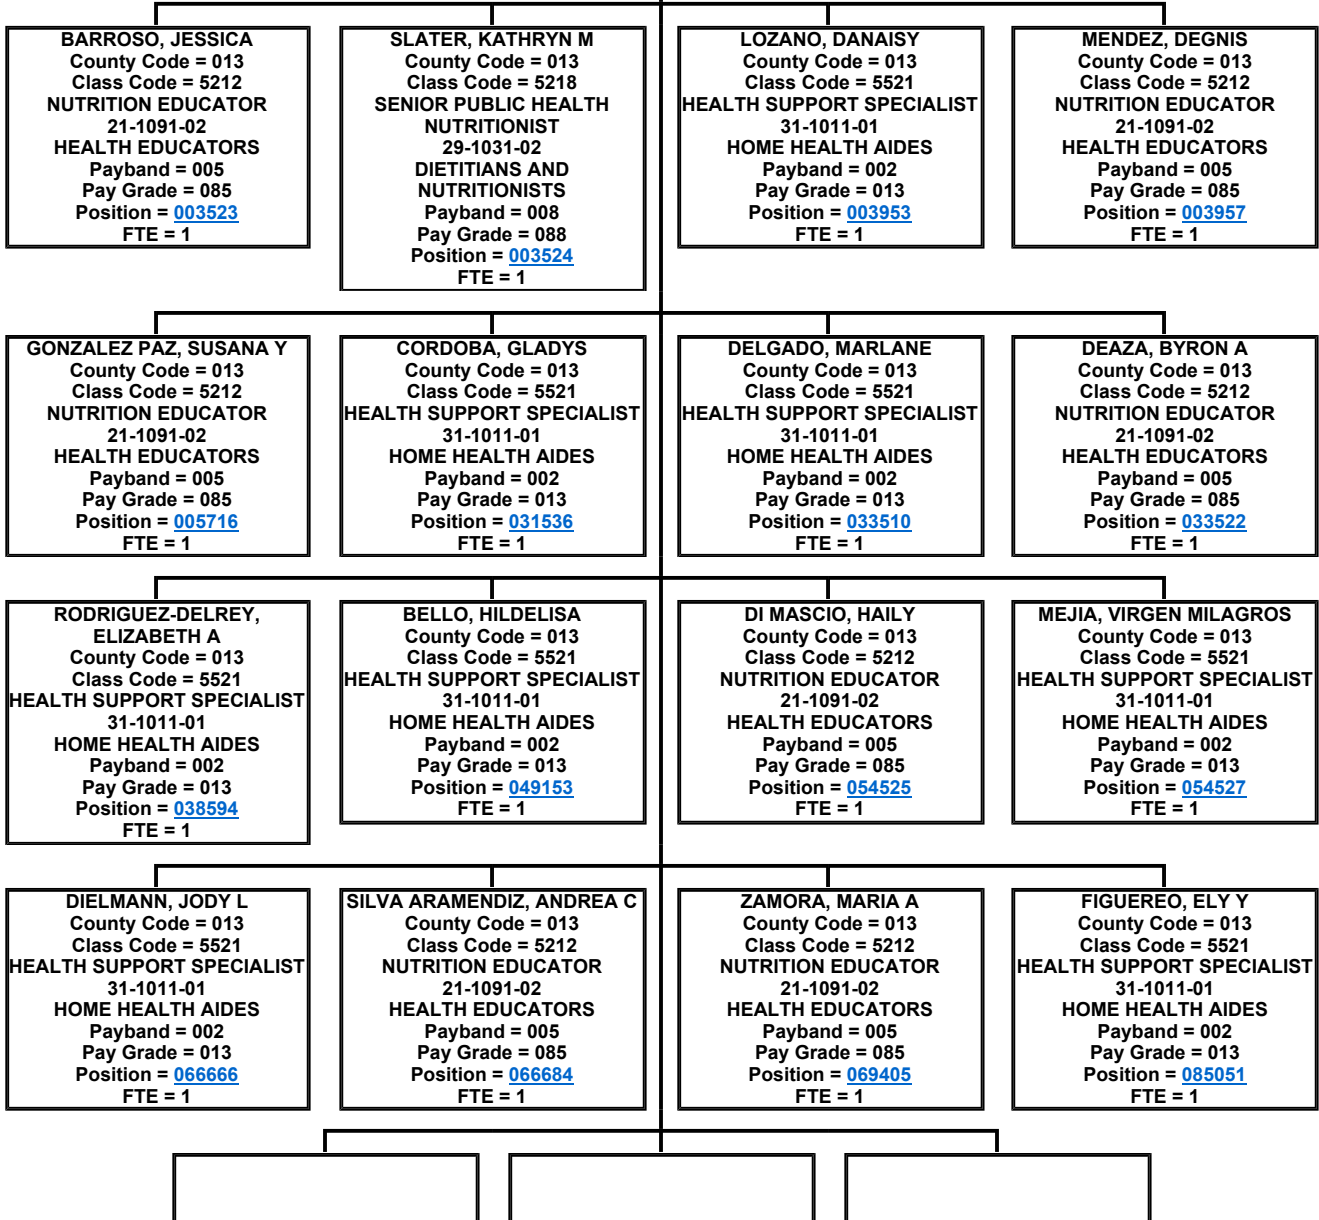 BARROSO, JESSICA
County Code = 013
Class Code = 5212
NUTRITION EDUCATOR
21-1091-02
HEALTH EDUCATORS
Payband = 005
Pay Grade = 085
Position = 003523
FTE = 1
SLATER, KATHRYN M
County Code = 013
Class Code = 5218
SENIOR PUBLIC HEALTH
NUTRITIONIST
29-1031-02
DIETITIANS AND
NUTRITIONISTS
Payband = 008
Pay Grade = 088
Position = 003524
FTE = 1
LOZANO, DANAISY
County Code = 013
Class Code = 5521
HEALTH SUPPORT SPECIALIST
31-1011-01
HOME HEALTH AIDES
Payband = 002
Pay Grade = 013
Position = 003953
FTE = 1
MENDEZ, DEGNIS
County Code = 013
Class Code = 5212
NUTRITION EDUCATOR
21-1091-02
HEALTH EDUCATORS
Payband = 005
Pay Grade = 085
Position = 003957
FTE = 1
GONZALEZ PAZ, SUSANA Y
County Code = 013
Class Code = 5212
NUTRITION EDUCATOR
21-1091-02
HEALTH EDUCATORS
Payband = 005
Pay Grade = 085
Position = 005716
FTE = 1
CORDOBA, GLADYS
County Code = 013
Class Code = 5521
HEALTH SUPPORT SPECIALIST
31-1011-01
HOME HEALTH AIDES
Payband = 002
Pay Grade = 013
Position = 031536
FTE = 1
DELGADO, MARLANE
County Code = 013
Class Code = 5521
HEALTH SUPPORT SPECIALIST
31-1011-01
HOME HEALTH AIDES
Payband = 002
Pay Grade = 013
Position = 033510
FTE = 1
DEAZA, BYRON A
County Code = 013
Class Code = 5212
NUTRITION EDUCATOR
21-1091-02
HEALTH EDUCATORS
Payband = 005
Pay Grade = 085
Position = 033522
FTE = 1
RODRIGUEZ-DELREY,
ELIZABETH A
County Code = 013
Class Code = 5521
HEALTH SUPPORT SPECIALIST
31-1011-01
HOME HEALTH AIDES
Payband = 002
Pay Grade = 013
Position = 038594
FTE = 1
BELLO, HILDELISA
County Code = 013
Class Code = 5521
HEALTH SUPPORT SPECIALIST
31-1011-01
HOME HEALTH AIDES
Payband = 002
Pay Grade = 013
Position = 049153
FTE = 1
DI MASCIO, HAILY
County Code = 013
Class Code = 5212
NUTRITION EDUCATOR
21-1091-02
HEALTH EDUCATORS
Payband = 005
Pay Grade = 085
Position = 054525
FTE = 1
MEJIA, VIRGEN MILAGROS
County Code = 013
Class Code = 5521
HEALTH SUPPORT SPECIALIST
31-1011-01
HOME HEALTH AIDES
Payband = 002
Pay Grade = 013
Position = 054527
FTE = 1
DIELMANN, JODY L
County Code = 013
Class Code = 5521
HEALTH SUPPORT SPECIALIST
31-1011-01
HOME HEALTH AIDES
Payband = 002
Pay Grade = 013
Position = 066666
FTE = 1
SILVA ARAMENDIZ, ANDREA C
County Code = 013
Class Code = 5212
NUTRITION EDUCATOR
21-1091-02
HEALTH EDUCATORS
Payband = 005
Pay Grade = 085
Position = 066684
FTE = 1
ZAMORA, MARIA A
County Code = 013
Class Code = 5212
NUTRITION EDUCATOR
21-1091-02
HEALTH EDUCATORS
Payband = 005
Pay Grade = 085
Position = 069405
FTE = 1
FIGUEREO, ELY Y
County Code = 013
Class Code = 5521
HEALTH SUPPORT SPECIALIST
31-1011-01
HOME HEALTH AIDES
Payband = 002
Pay Grade = 013
Position = 085051
FTE = 1